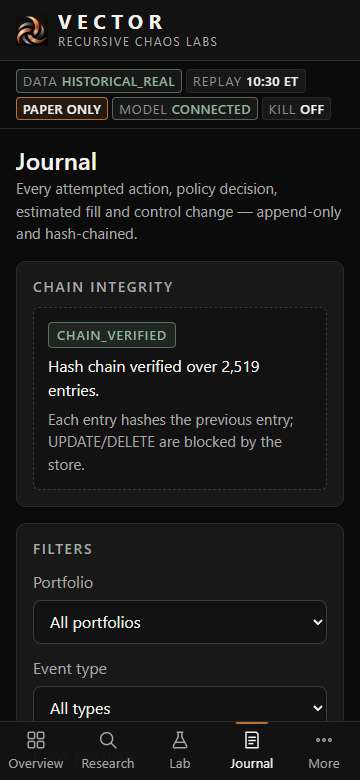 VECTOR
RECURSIVE CHAOS LABS
DATA HISTORICAL_REAL REPLAY 10:30 ET
PAPER ONLY MODEL CONNECTED KILL OFF
Journal
Every attempted action, policy decision,
estimated fill and control change — append-only
and hash-chained.
CHAIN INTEGRITY
CHAIN_VERIFIED
Hash chain verified over 2,519
entries.
Each entry hashes the previous entry;
UPDATE/DELETE are blocked by the
store.
FILTERS
Portfolio
All portfolios
Event type
All types
Overview Research Lab Journal More